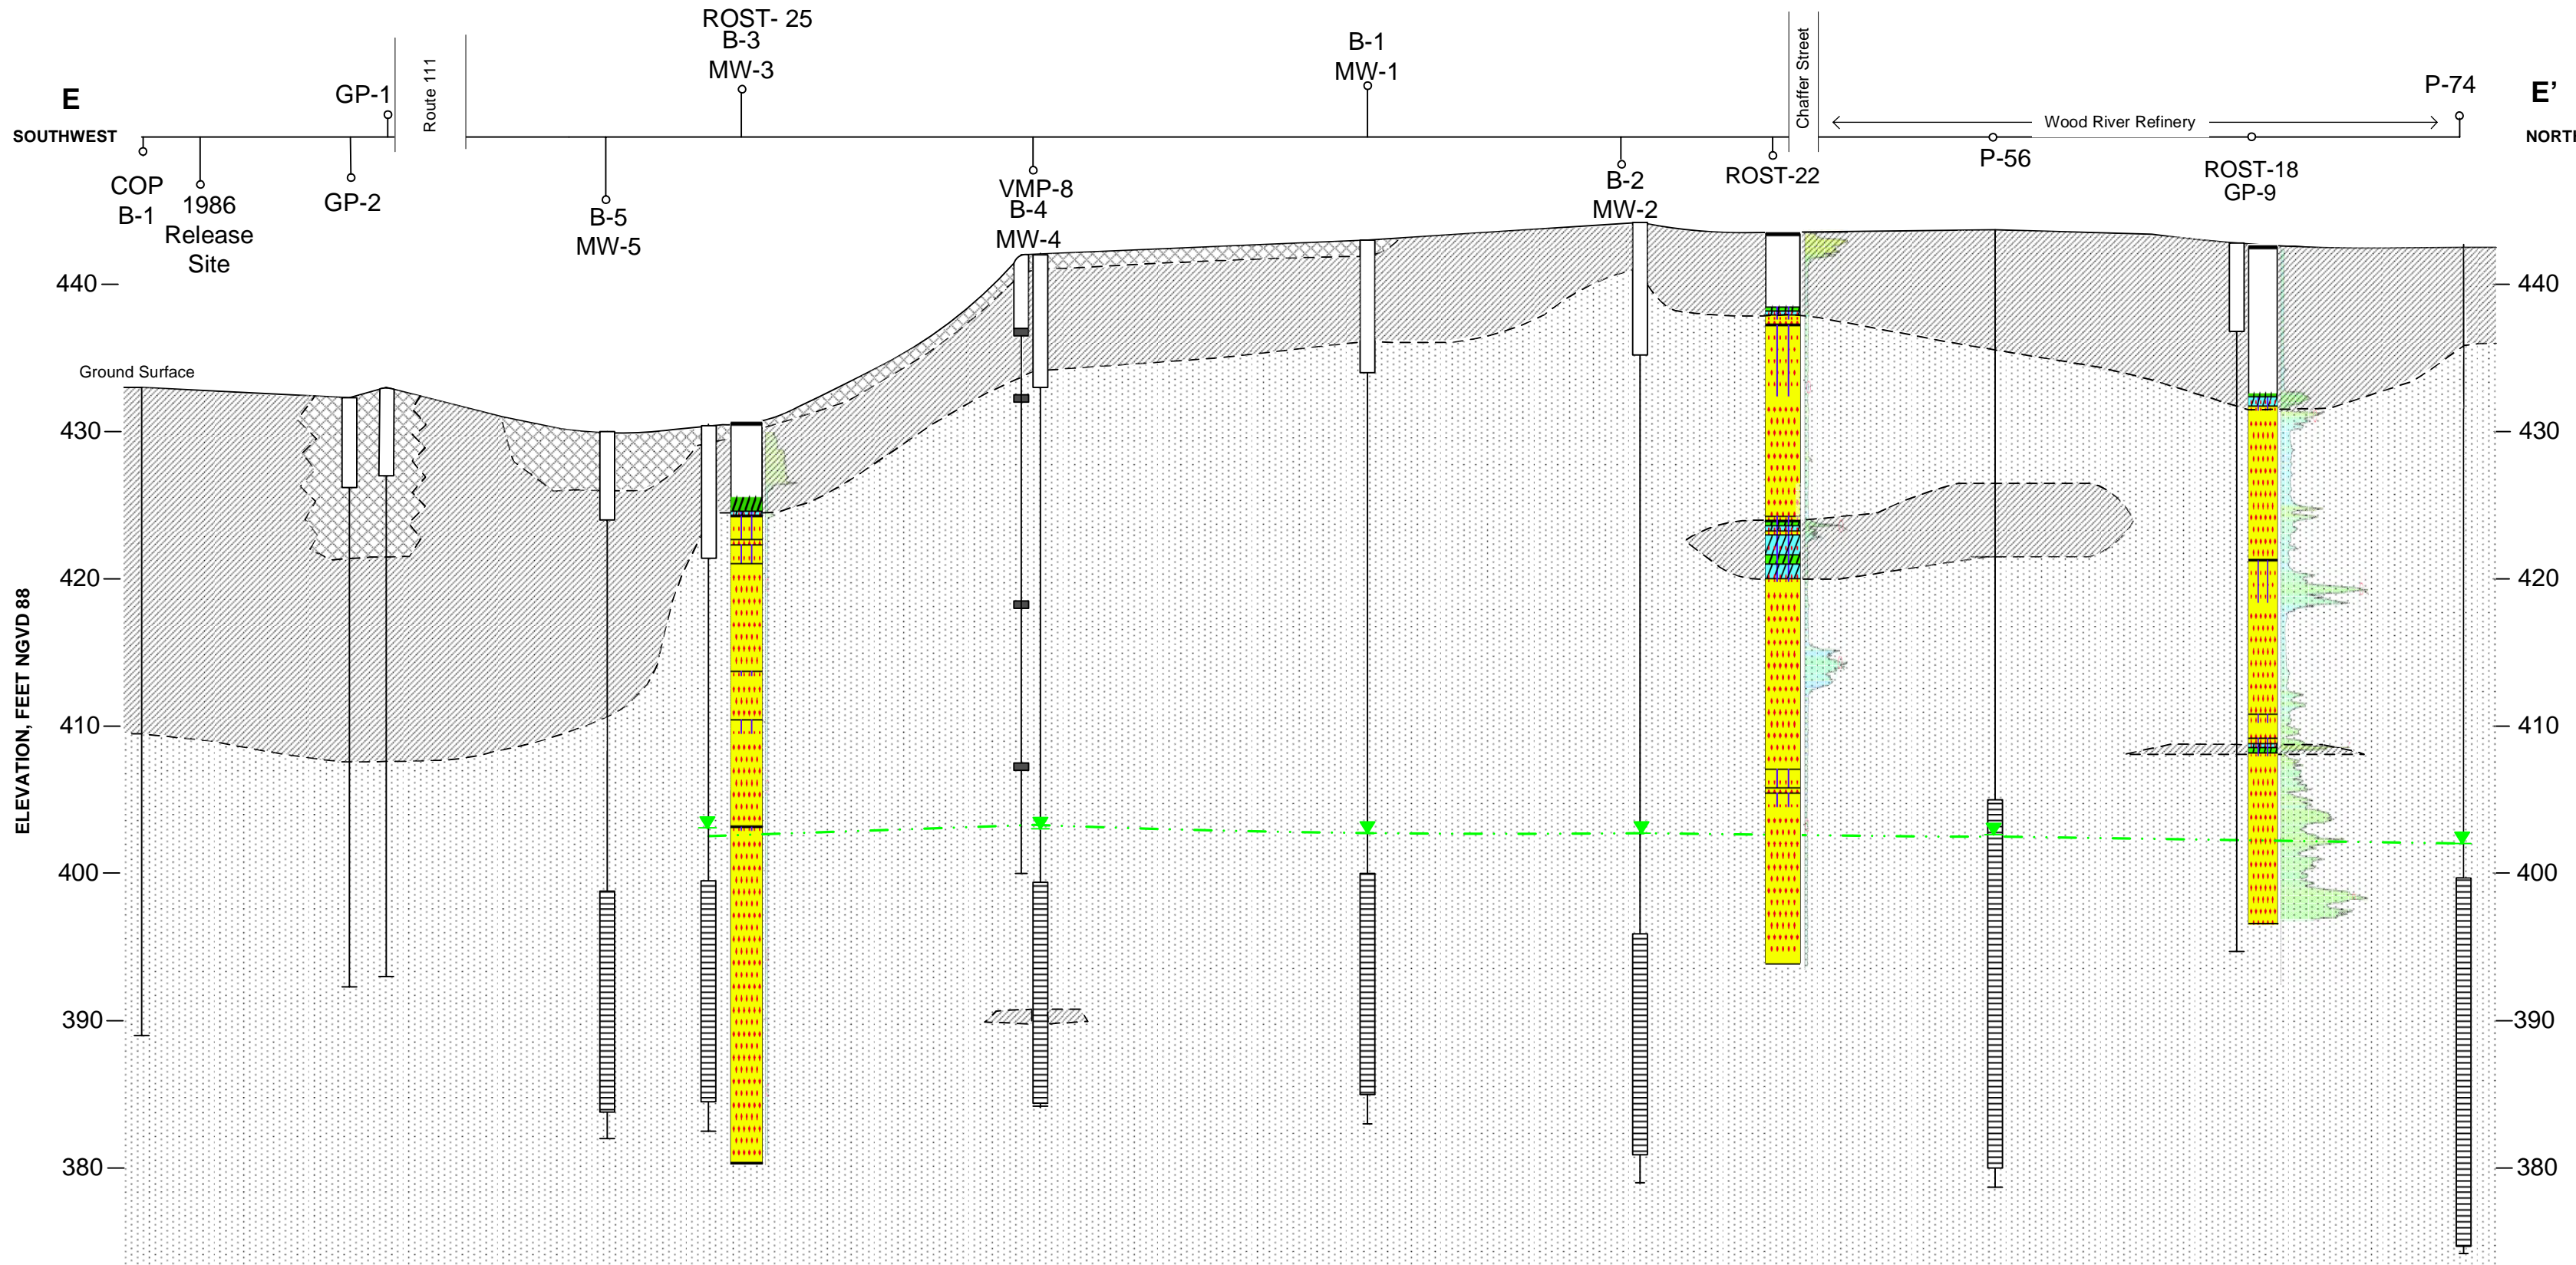 ROST- 25
B-3
MW-3
B-1
MW-1
Route 111
Chaffer Street
GP-1
P-74
E
E’
SOUTHWEST
Wood River Refinery
NORTH
COP
B-1
1986
Release
Site
GP-2
B-5
MW-5
VMP-8
B-4
MW-4
B-2
MW-2
ROST-22
P-56
ROST-18
GP-9
Ground Surface
ELEVATION, FEET NGVD 88
440
430
420
410
400
390
380
440
430
420
410
400
390
380